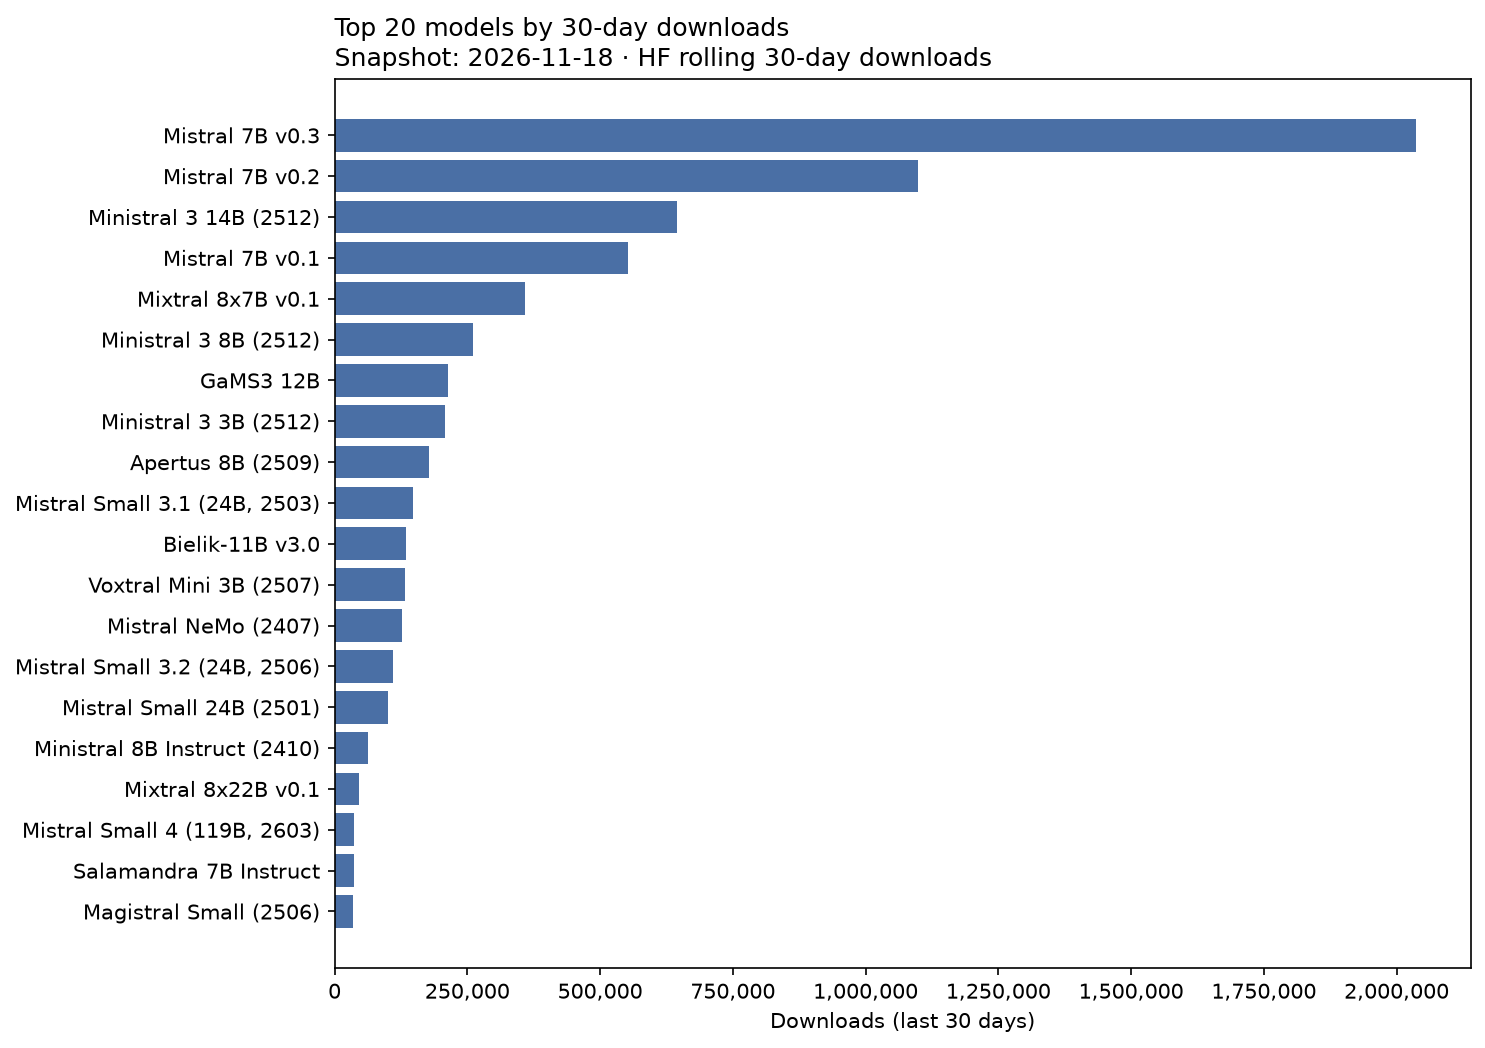 Top 20 models by 30-day downloads
Snapshot: 2026-11-18 · HF rolling 30-day downloads
Mistral 7B v0.3
Mistral 7B v0.2
Ministral 3 14B (2512)
Mistral 7B v0.1
Mixtral 8x7B v0.1
Ministral 3 8B (2512)
GaMS3 12B
Ministral 3 3B (2512)
Apertus 8B (2509)
Mistral Small 3.1 (24B, 2503)
Bielik-11B v3.0
Voxtral Mini 3B (2507)
Mistral NeMo (2407)
Mistral Small 3.2 (24B, 2506)
Mistral Small 24B (2501)
Ministral 8B Instruct (2410)
Mixtral 8x22B v0.1
Mistral Small 4 (119B, 2603)
Salamandra 7B Instruct
Magistral Small (2506)
0 250,000 500,000 750,000 1,000,000 1,250,000 1,500,000 1,750,000 2,000,000
Downloads (last 30 days)